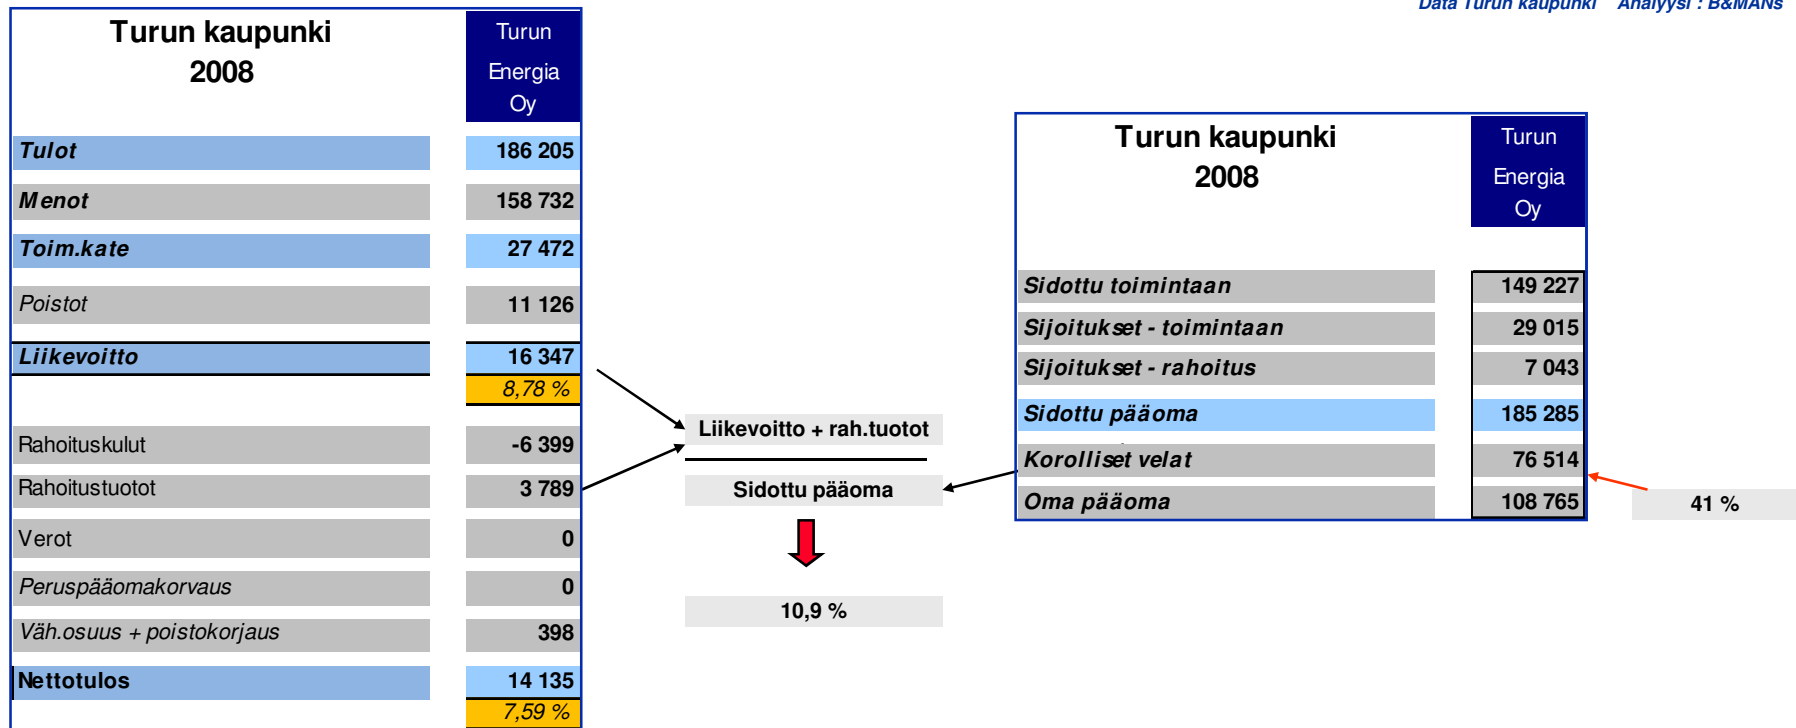 Data Turun kaupunki Analyysi : B&MANs
Turun kaupunki
2008
Turun
Energia
Oy
Tulot 186 205
Menot 158 732
Toim.kate 27 472
Poistot 11 126
Liikevoitto 16 347
8,78 %
Rahoituskulut -6 399
Rahoitustuotot 3 789
Verot 0
Peruspääomakorvaus 0
Väh.osuus + poistokorjaus 398
Nettotulos 14 135
7,59 %
Liikevoitto + rah.tuotot
Sidottu pääoma
10,9 %
Turun kaupunki
2008
Turun
Energia
Oy
Sidottu toimintaan 149 227
Sijoitukset - toimintaan 29 015
Sijoitukset - rahoitus 7 043
Sidottu pääoma 185 285
Korolliset velat 76 514
Oma pääoma 108 765
41 %